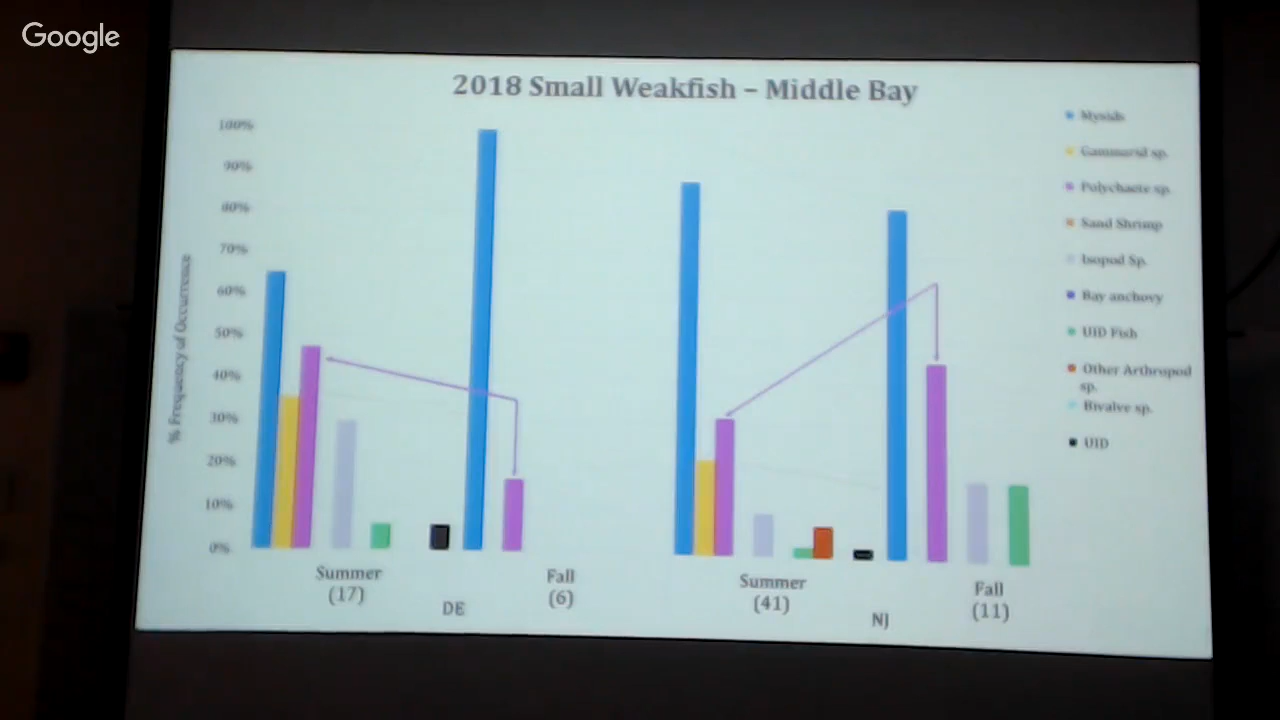 Google
2018 Small Weakfish – Middle Bay
% Frequency of Occurrence
100%
90%
80%
70%
60%
50%
40%
30%
20%
10%
0%
Summer
(17)
Fall
(6)
DE
Summer
(41)
Fall
(11)
NJ
Mysids
Gammarid sp.
Polychaete sp.
Sand Shrimp
Isopod Sp.
Bay anchovy
UID Fish
Other Arthropod
sp.
Bivalve sp.
UID